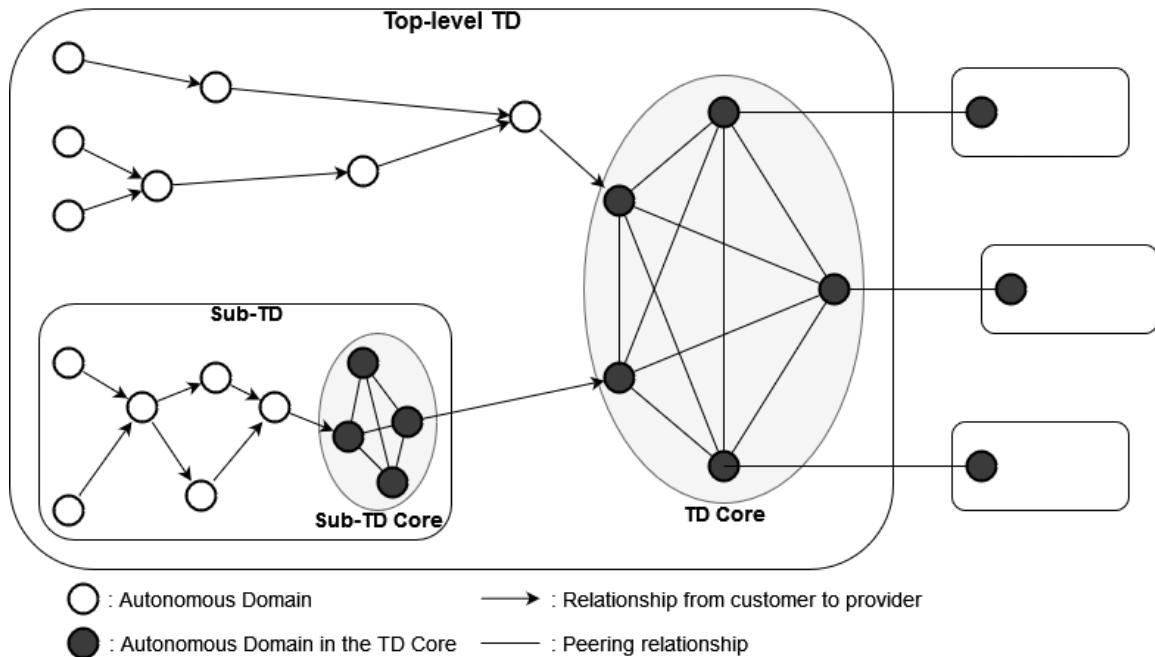 Top-level TD
Sub-TD
Sub-TD Core
TD Core
: Autonomous Domain
: Relationship from customer to provider
: Autonomous Domain in the TD Core
: Peering relationship